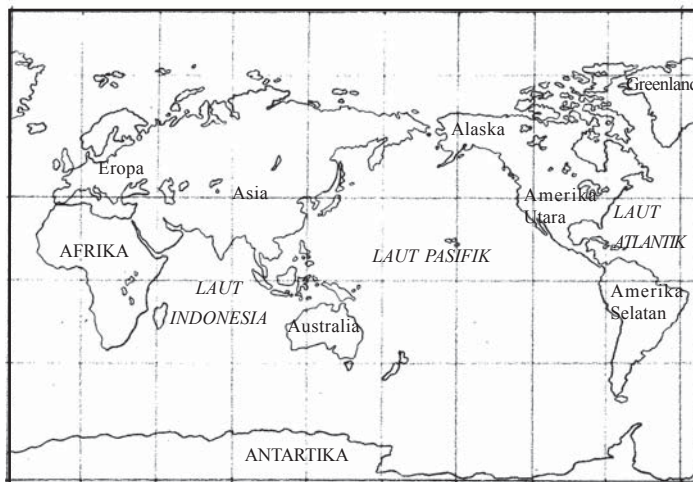 Greenland
Alaska
Eropa
Asia
Amerika
Utara
LAUT
ATLANTIK
AFRIKA
LAUT PASIFIK
LAUT
INDONESIA
Amerika
Selatan
Australia
ANTARTIKA